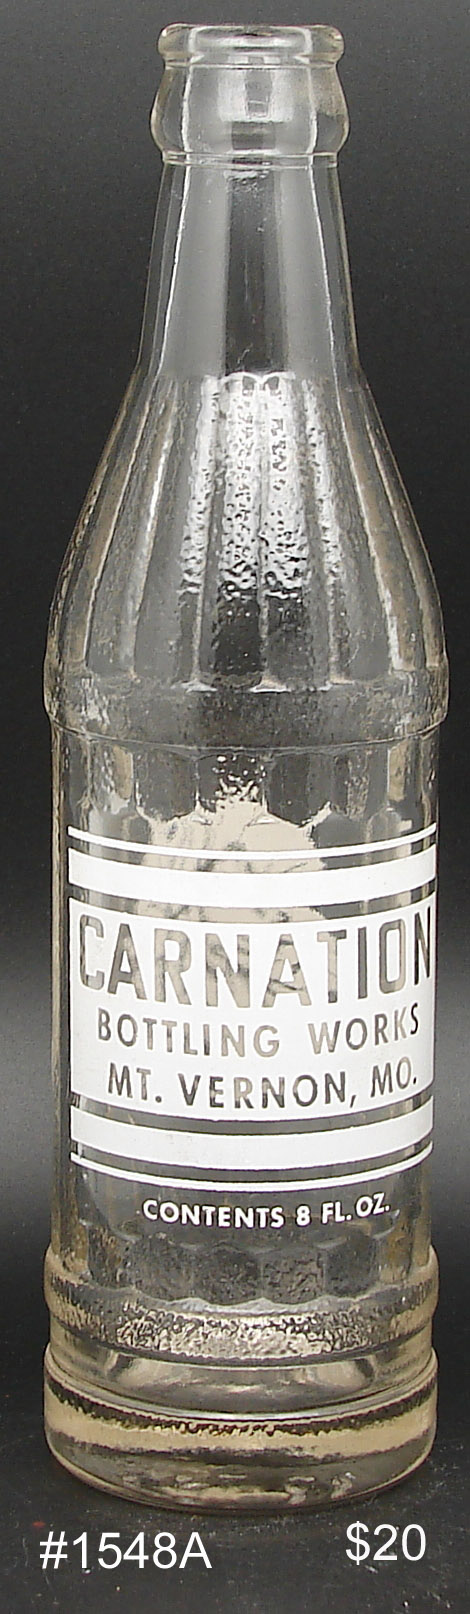 CARNATION
BOTTLING WORKS
MT. VERNON, MO.
CONTENTS 8 FL. OZ.
#1548A $20